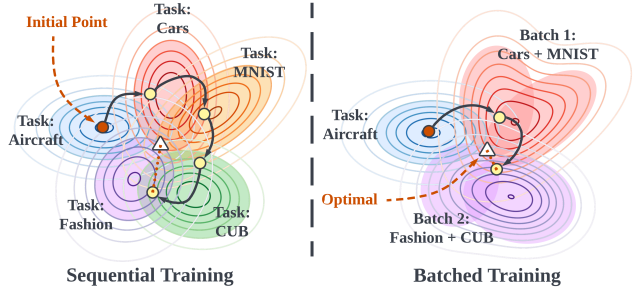 Initial Point
Task:
Cars
Task:
MNIST
Task:
Aircraft
Task:
Fashion
Task:
CUB
Sequential Training
Batch 1:
Cars + MNIST
Task:
Aircraft
Optimal
Batch 2:
Fashion + CUB
Batched Training